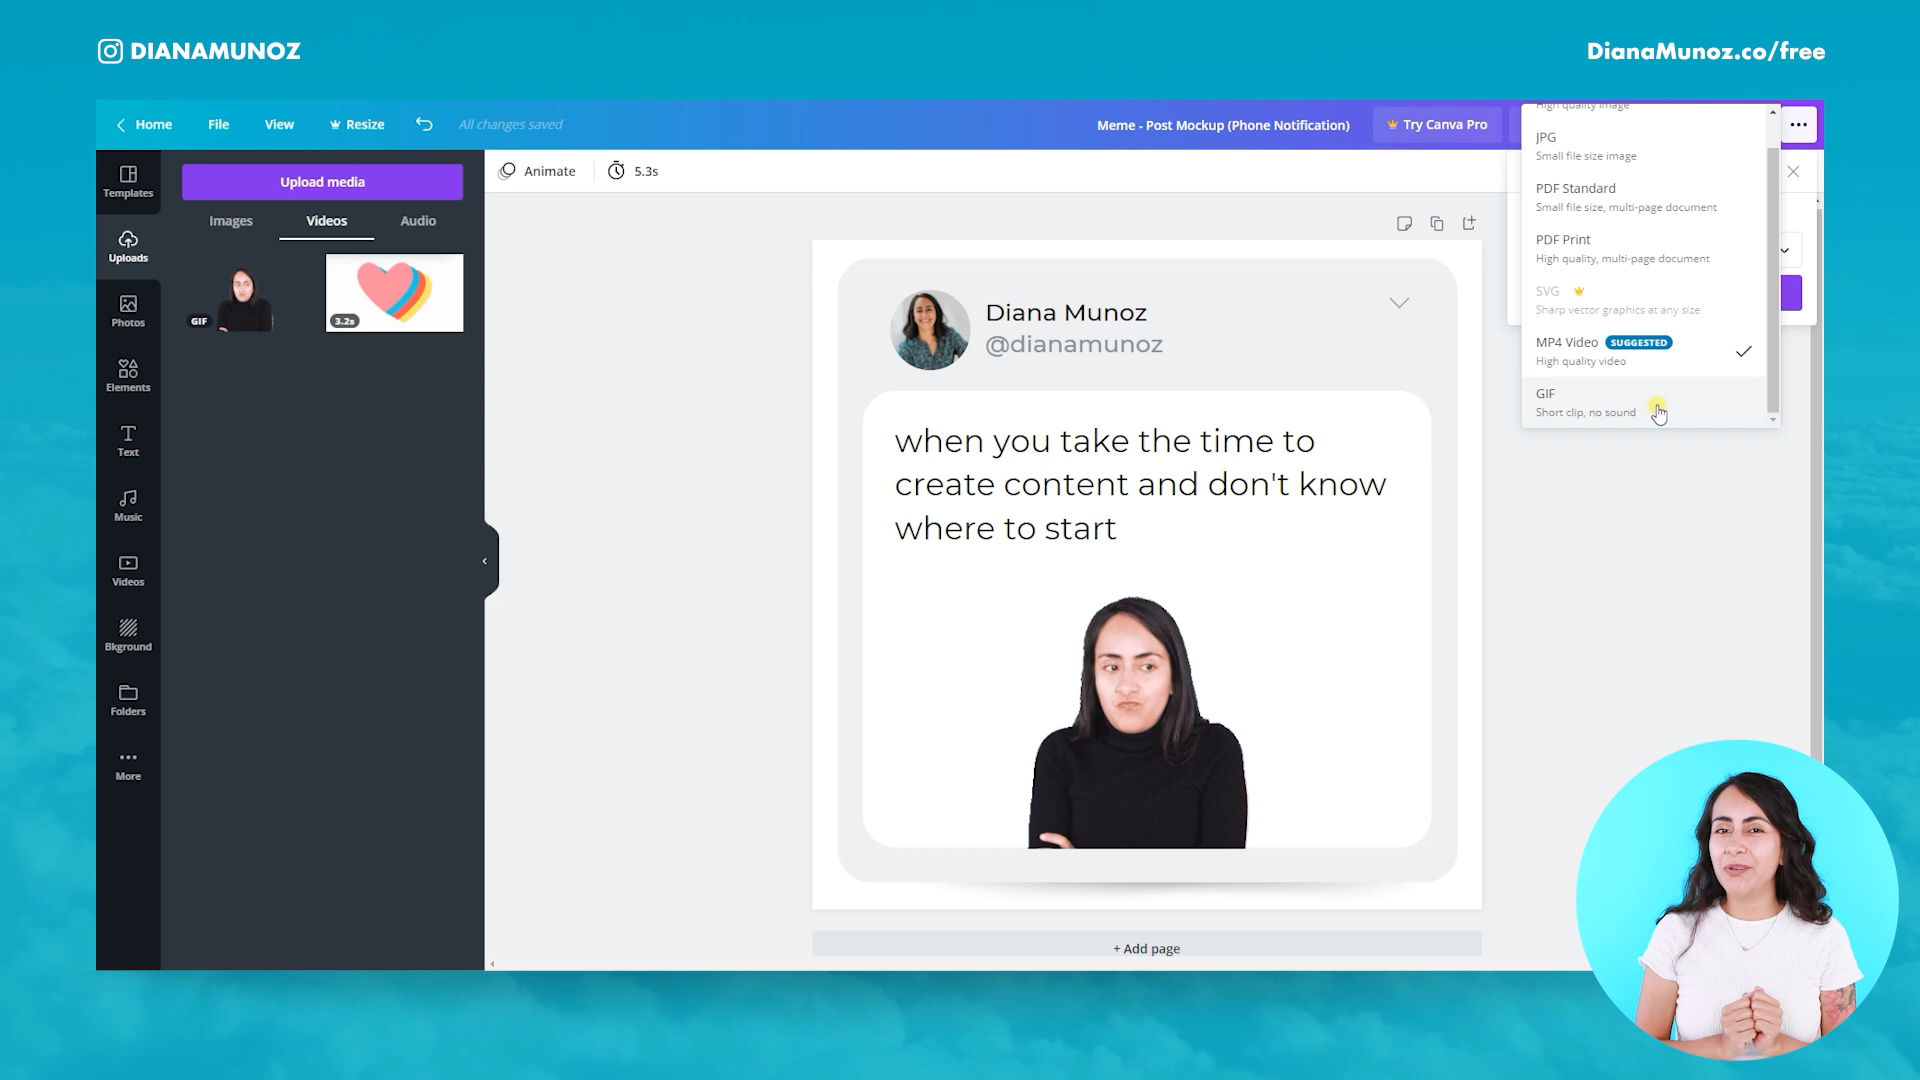 DIANAMUNOZ
DianaMunoz.co/free
Home
File
View
Resize
All changes saved
Meme - Post Mockup (Phone Notification)
Try Canva Pro
High quality image
JPG
Small file size image
PDF Standard
Small file size, multi-page document
PDF Print
High quality, multi-page document
SVG
Sharp vector graphics at any size
MP4 Video SUGGESTED
High quality video
GIF
Short clip, no sound
Templates
Uploads
Photos
Elements
Text
Music
Videos
Bkground
Folders
More
Upload media
Images
Videos
Audio
GIF
3.2s
Animate
5.3s
Diana Munoz
@dianamunoz
when you take the time to
create content and don't know
where to start
+ Add page